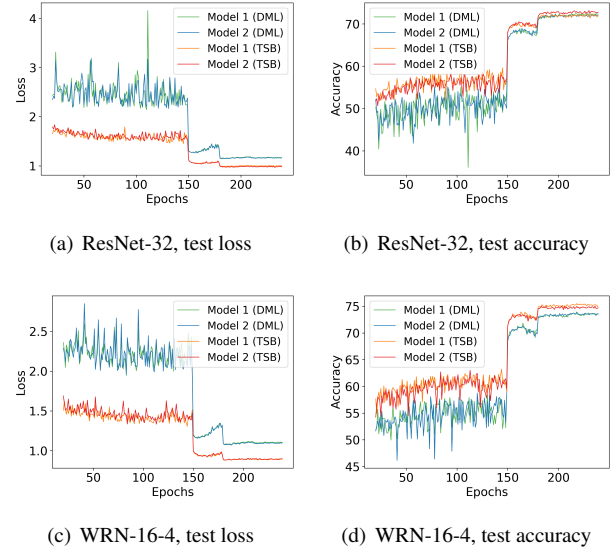 4
3
2
1
Loss
50
100
150
200
Epochs
Model 1 (DML)
Model 2 (DML)
Model 1 (TSB)
Model 2 (TSB)
(a) ResNet-32, test loss
70
60
50
40
Accuracy
50
100
150
200
Epochs
Model 1 (DML)
Model 2 (DML)
Model 1 (TSB)
Model 2 (TSB)
(b) ResNet-32, test accuracy
2.5
2.0
1.5
1.0
Loss
50
100
150
200
Epochs
Model 1 (DML)
Model 2 (DML)
Model 1 (TSB)
Model 2 (TSB)
(c) WRN-16-4, test loss
75
70
65
60
55
50
45
Accuracy
50
100
150
200
Epochs
Model 1 (DML)
Model 2 (DML)
Model 1 (TSB)
Model 2 (TSB)
(d) WRN-16-4, test accuracy